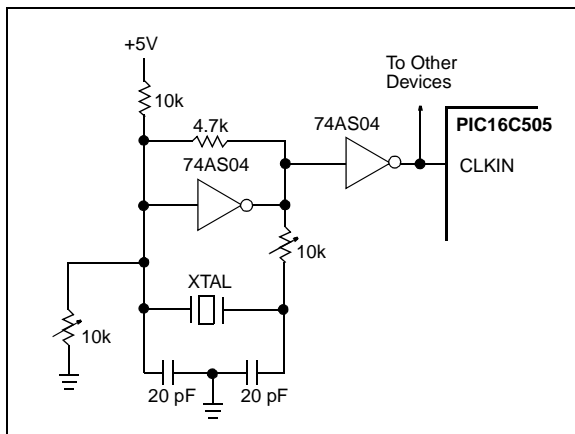 +5V
10k
4.7k
74AS04
74AS04
To Other
Devices
PIC16C505
CLKIN
10k
XTAL
10k
20 pF
20 pF